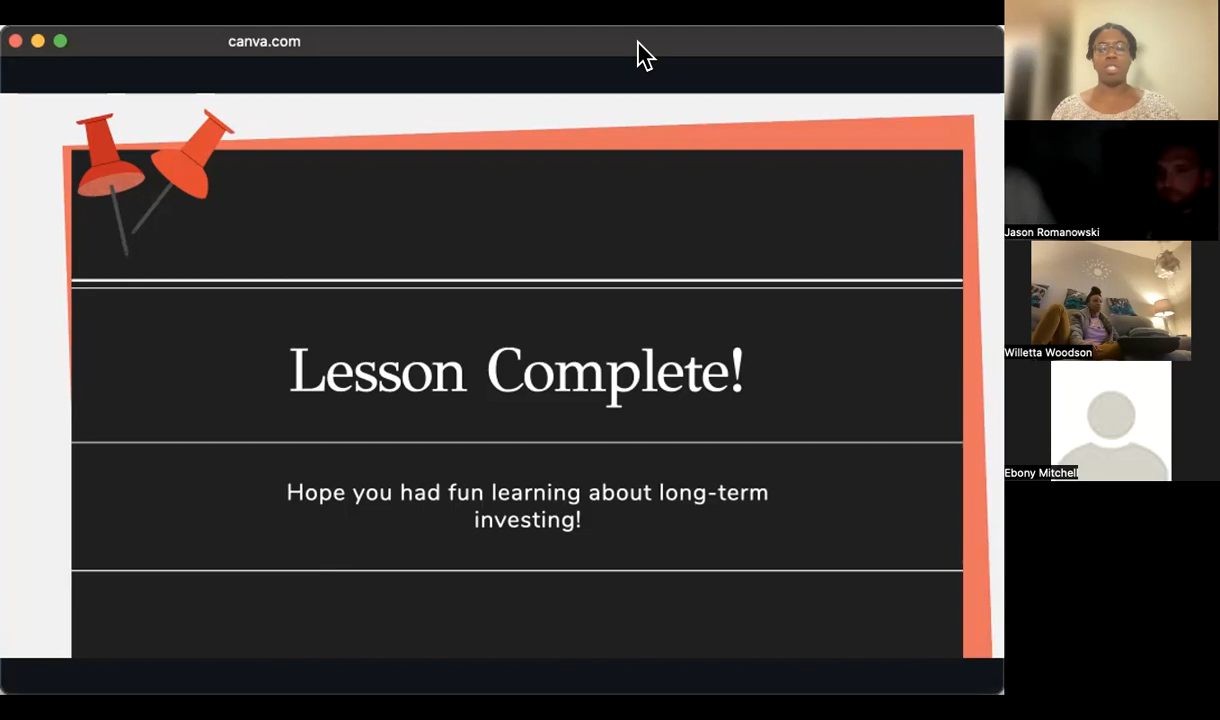 canva.com
Lesson Complete!
Hope you had fun learning about long-term
investing!
Jason Romanowski
Willetta Woodson
Ebony Mitchell